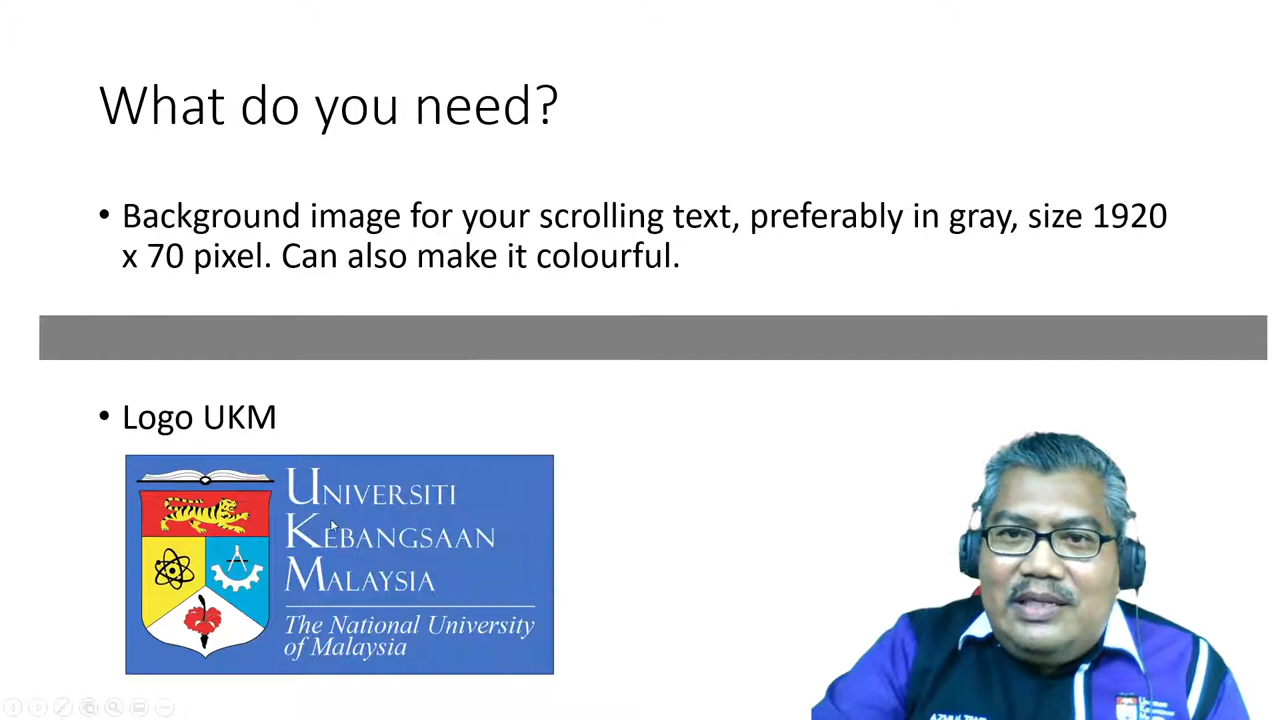 What do you need?
• Background image for your scrolling text, preferably in gray, size 1920
x 70 pixel. Can also make it colourful.
• Logo UKM
UNIVERSITI
KEBANGSAAN
MALAYSIA
The National University
of Malaysia